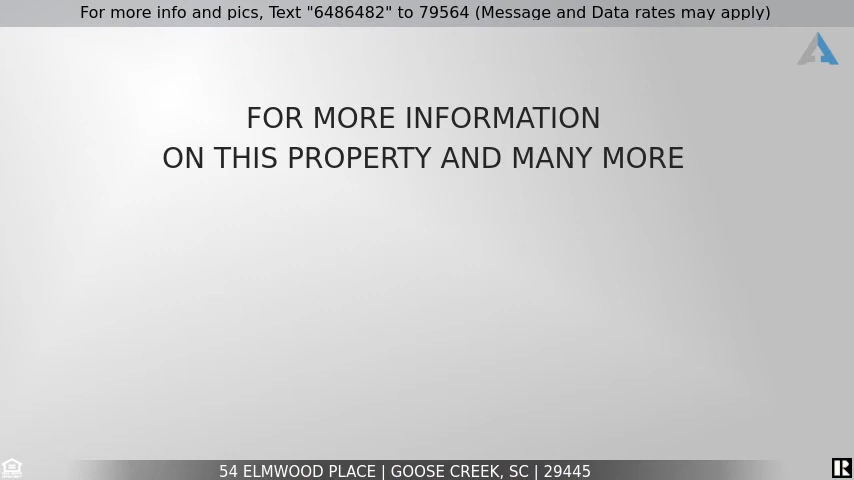 For more info and pics, Text "6486482" to 79564 (Message and Data rates may apply)
FOR MORE INFORMATION
ON THIS PROPERTY AND MANY MORE
54 ELMWOOD PLACE | GOOSE CREEK, SC | 29445